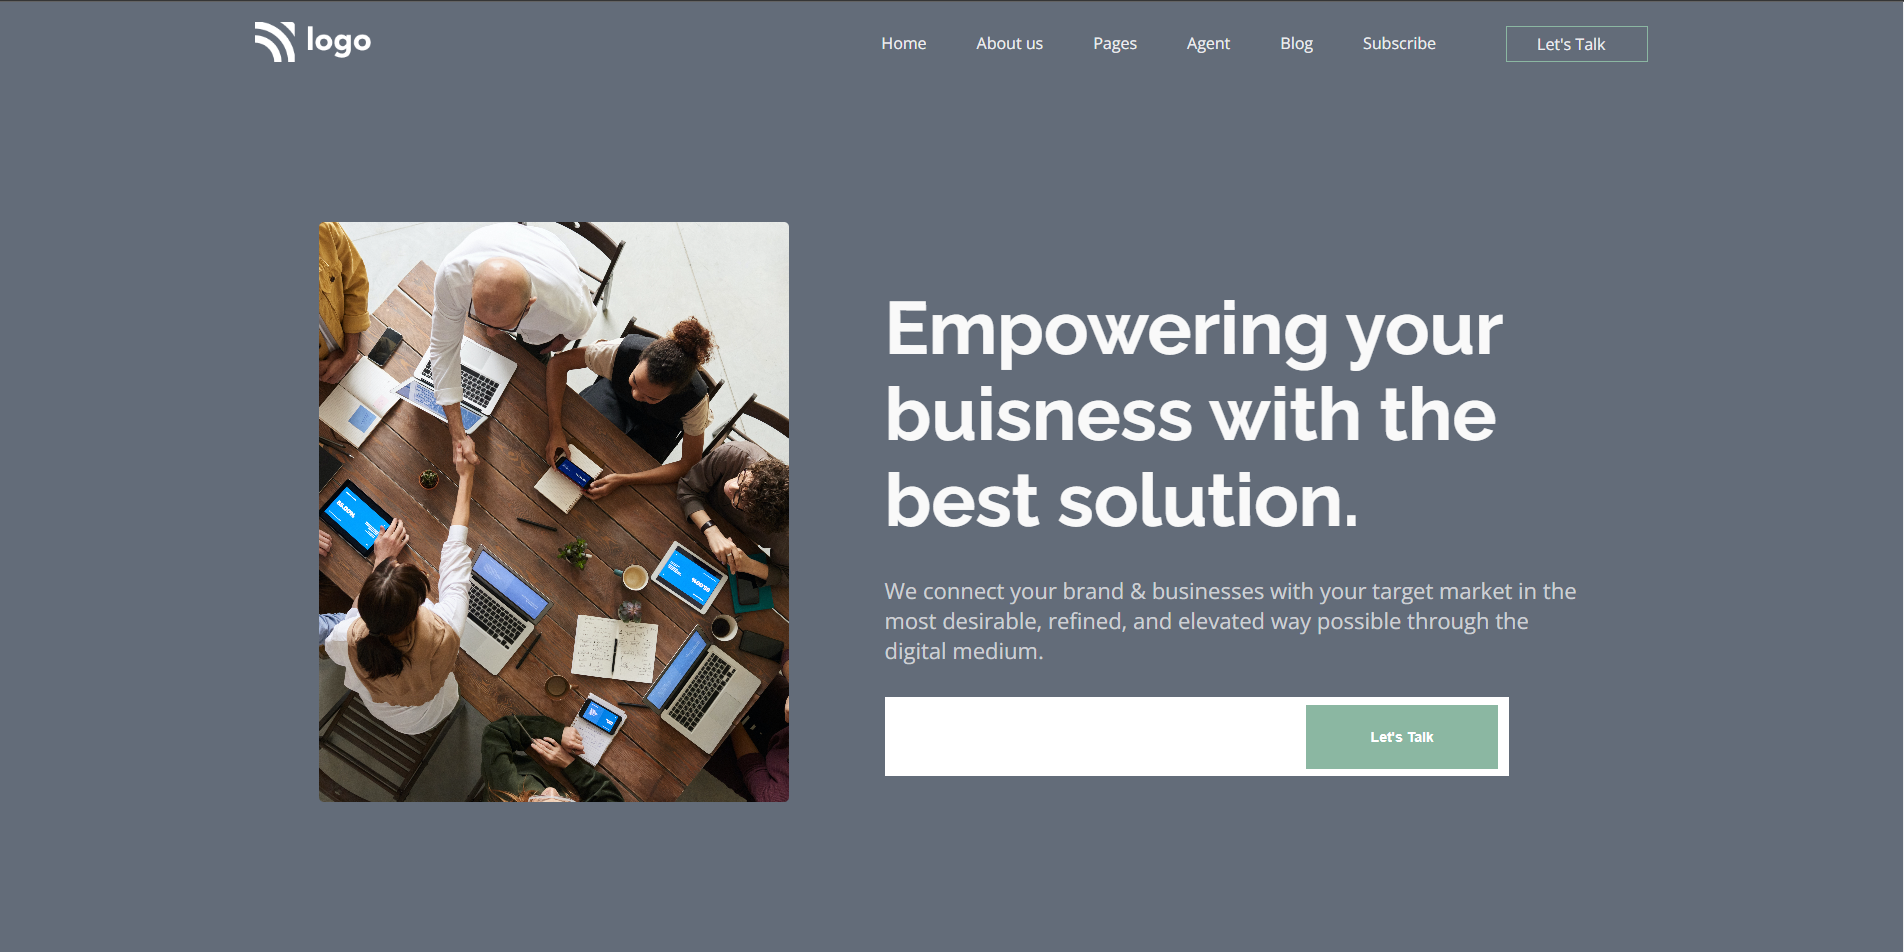 logo
Home About us Pages Agent Blog Subscribe Let's Talk
Empowering your
buisness with the
best solution.
We connect your brand & businesses with your target market in the
most desirable, refined, and elevated way possible through the
digital medium.
Let's Talk